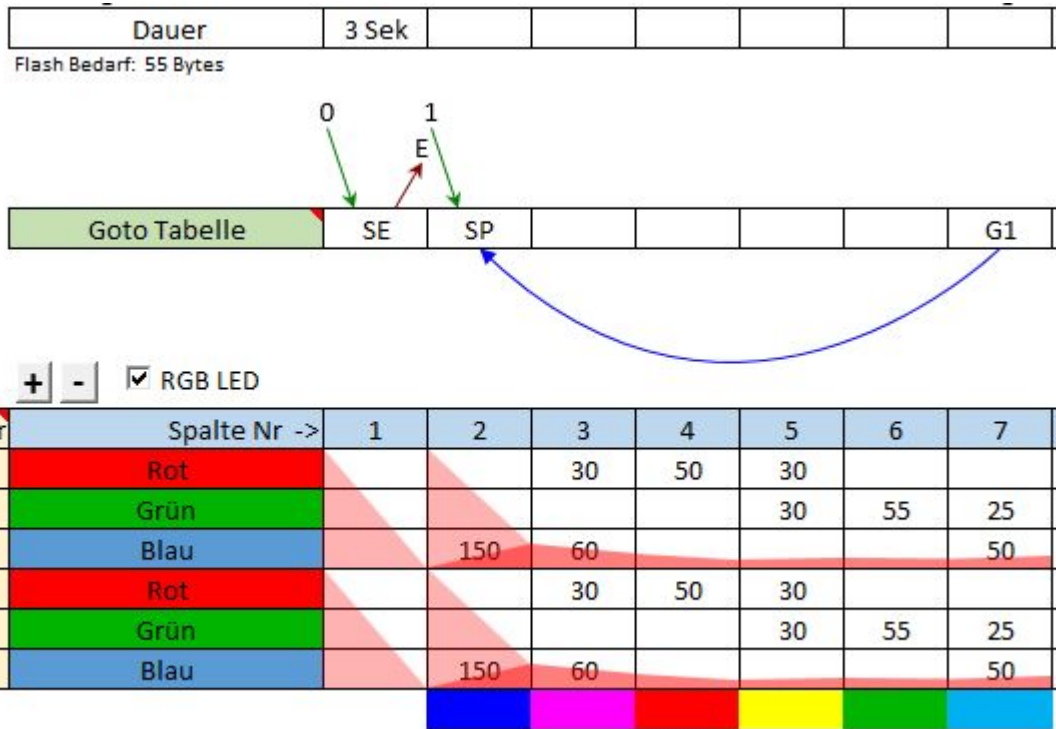 Dauer 3 Sek
Flash Bedarf: 55 Bytes
0 1
E
Goto Tabelle SE SP G1
+ - RGB LED
r Spalte Nr -> 1 2 3 4 5 6 7
Rot 30 50 30
Grün 30 55 25
Blau 150 60 50
Rot 30 50 30
Grün 30 55 25
Blau 150 60 50